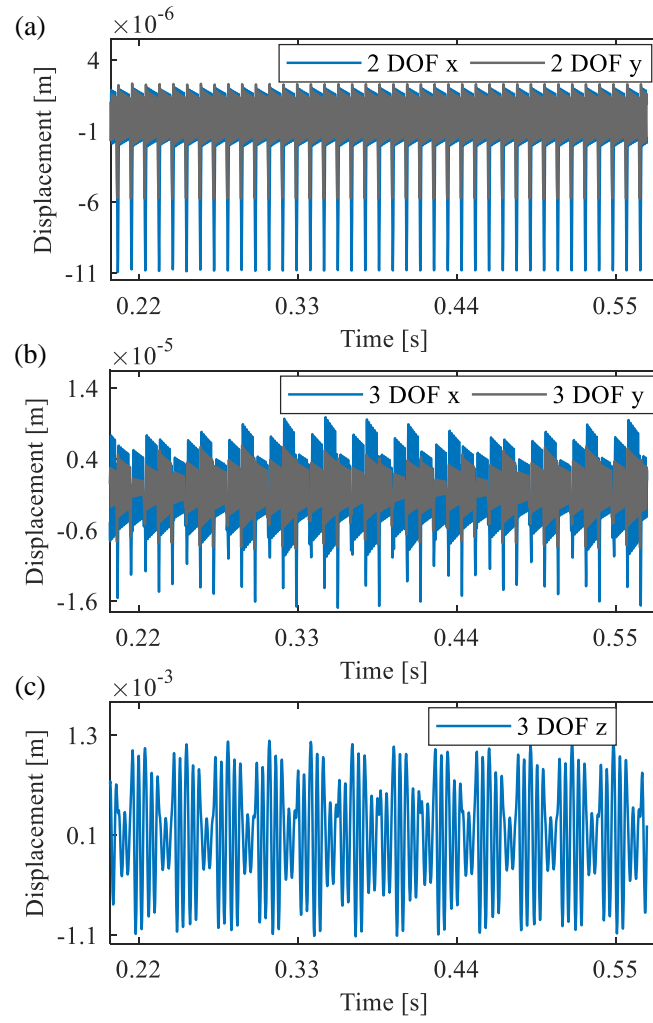 (a)
×10⁻⁶
2 DOF x 2 DOF y
4
-1
-6
-11
Displacement [m]
0.22 0.33 0.44 0.55
Time [s]
(b)
×10⁻⁵
3 DOF x 3 DOF y
1.4
0.4
-0.6
-1.6
Displacement [m]
0.22 0.33 0.44 0.55
Time [s]
(c)
×10⁻³
3 DOF z
1.3
0.1
-1.1
Displacement [m]
0.22 0.33 0.44 0.55
Time [s]